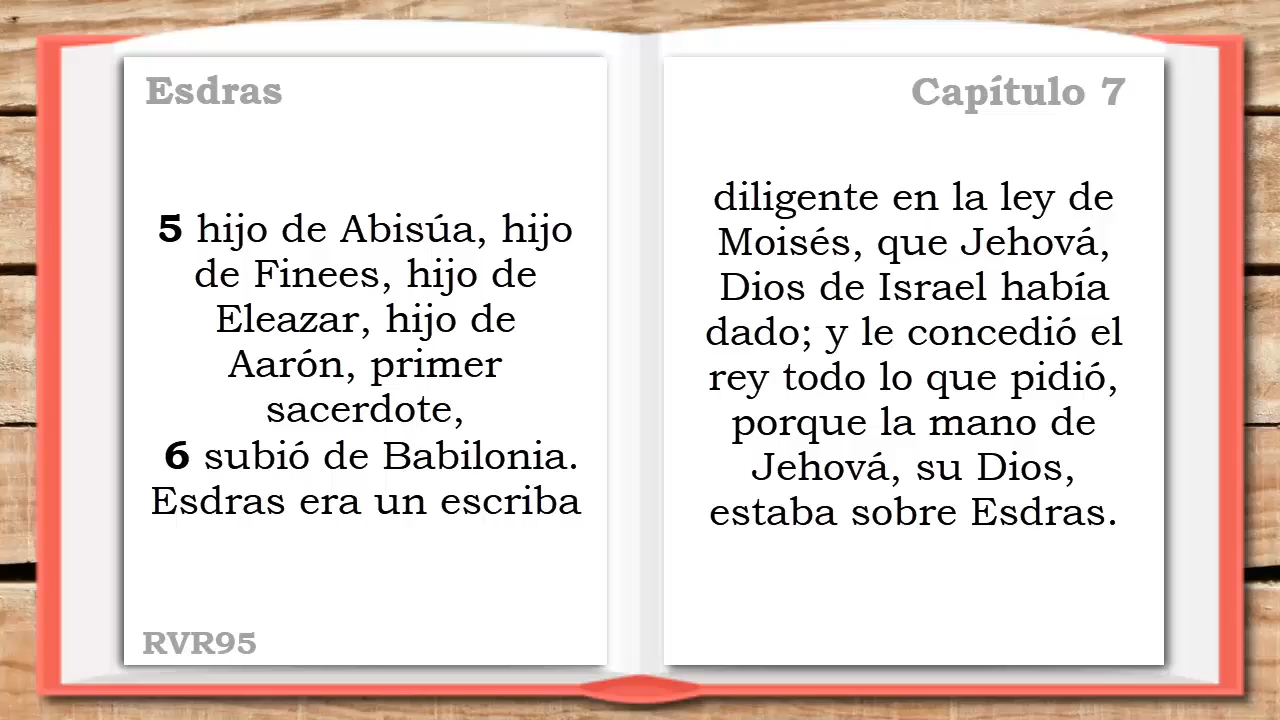 Esdras
5 hijo de Abisúa, hijo
de Finees, hijo de
Eleazar, hijo de
Aarón, primer
sacerdote,
6 subió de Babilonia.
Esdras era un escriba
RVR95
Capítulo 7
diligente en la ley de
Moisés, que Jehová,
Dios de Israel había
dado; y le concedió el
rey todo lo que pidió,
porque la mano de
Jehová, su Dios,
estaba sobre Esdras.